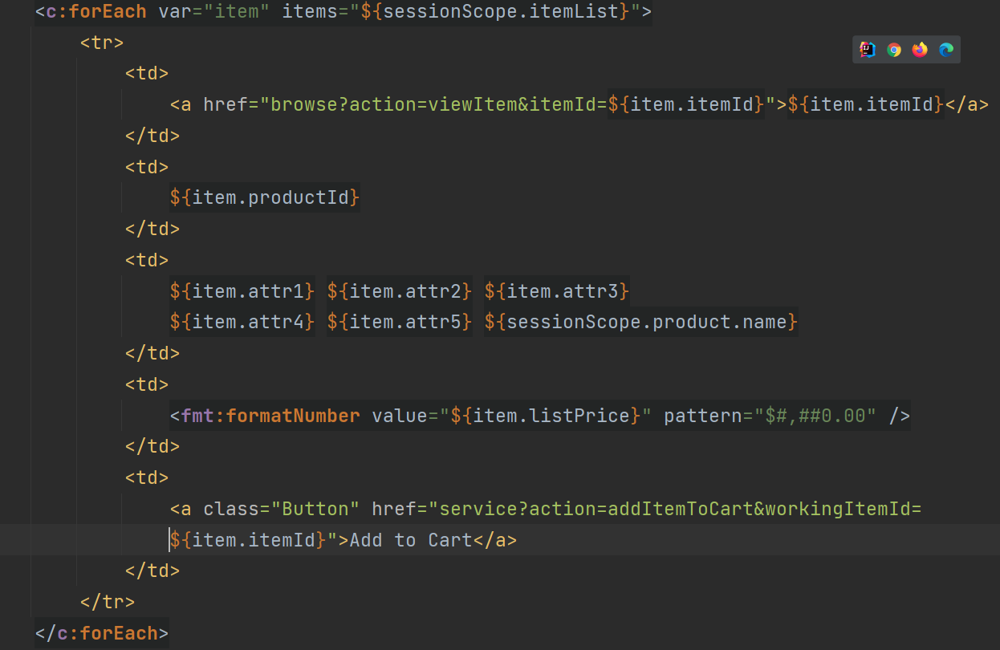 <c:forEach var="item" items="${sessionScope.itemList}">
<tr>
<td>
<a href="browse?action=viewItem&itemId=${item.itemId}">${item.itemId}</a>
</td>
<td>
${item.productId}
</td>
<td>
${item.attr1} ${item.attr2} ${item.attr3}
${item.attr4} ${item.attr5} ${sessionScope.product.name}
</td>
<td>
<fmt:formatNumber value="${item.listPrice}" pattern="$#,##0.00" />
</td>
<td>
<a class="Button" href="service?action=addItemToCart&workingItemId=
${item.itemId}">Add to Cart</a>
</td>
</tr>
</c:forEach>